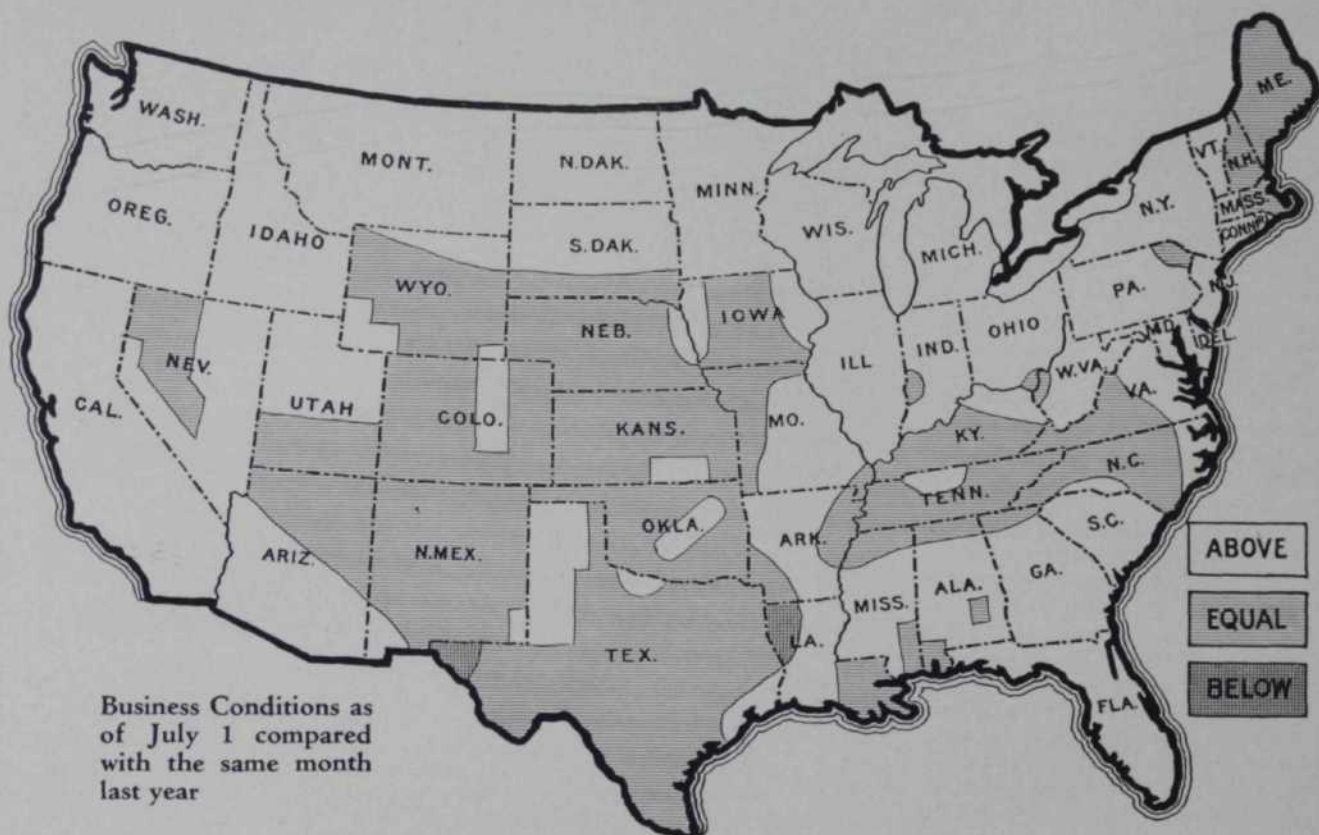 ME.
WASH.
MONT.
N.DAK.
MINN.
VT.
N.H.
OREG.
IDAHO
S.DAK.
WIS.
MICH.
N.Y.
MASS.
CONN.
WYO.
NEB.
IOWA
PA.
N.J.
NEV.
ILL
IND.
OHIO
MD.
DEL.
CAL.
UTAH
COLO.
KANS.
MO.
W.VA.
VA.
KY.
N.C.
TENN.
ARIZ.
N.MEX.
OKLA.
ARK.
S.C.
MISS.
ALA.
GA.
TEX.
LA.
FLA.
ABOVE
EQUAL
BELOW
Business Conditions as
of July 1 compared
with the same month
last year